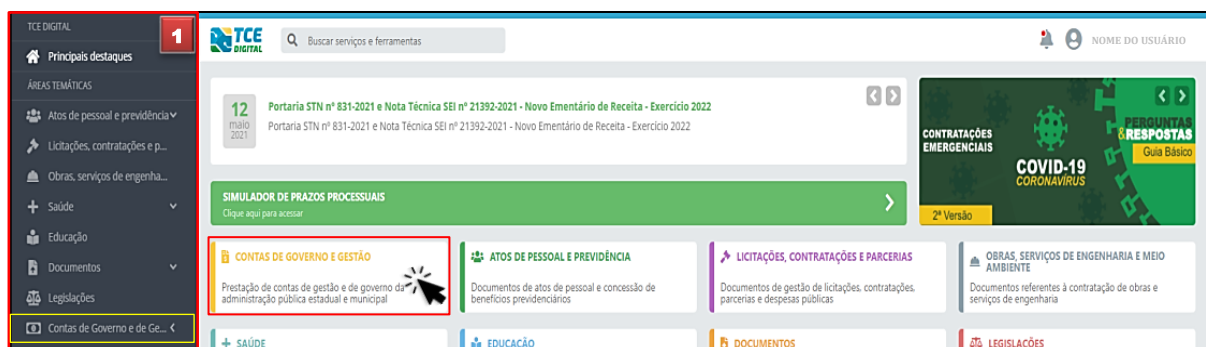 TCE DIGITAL
1
Principais destaques
ÁREAS TEMÁTICAS
Atos de pessoal e previdência
Licitações, contratações e p...
Obras, serviços de engenha...
Saúde
Educação
Documentos
Legislações
Contas de Governo e de Ge...
TCE
DIGITAL
Buscar serviços e ferramentas
NOME DO USUÁRIO
12
maio
2021
Portaria STN nº 831-2021 e Nota Técnica SEI nº 21392-2021 - Novo Ementário de Receita - Exercício 2022
Portaria STN nº 831-2021 e Nota Técnica SEI nº 21392-2021 - Novo Ementário de Receita - Exercício 2022
CONTRATAÇÕES
EMERGENCIAIS
COVID-19
CORONAVÍRUS
PERGUNTAS
&RESPOSTAS
Guia Básico
2ª Versão
SIMULADOR DE PRAZOS PROCESSUAIS
Clique aqui para acessar
CONTAS DE GOVERNO E GESTÃO
Prestação de contas de gestão e de governo da
administração pública estadual e municipal
ATOS DE PESSOAL E PREVIDÊNCIA
Documentos de atos de pessoal e concessão de
benefícios previdenciários
LICITAÇÕES, CONTRATAÇÕES E PARCERIAS
Documentos de gestão de licitações, contratações,
parcerias e despesas públicas
OBRAS, SERVIÇOS DE ENGENHARIA E MEIO
AMBIENTE
Documentos referentes à contratação de obras e
serviços de engenharia
SAÚDE
EDUCAÇÃO
DOCUMENTOS
LEGISLAÇÕES